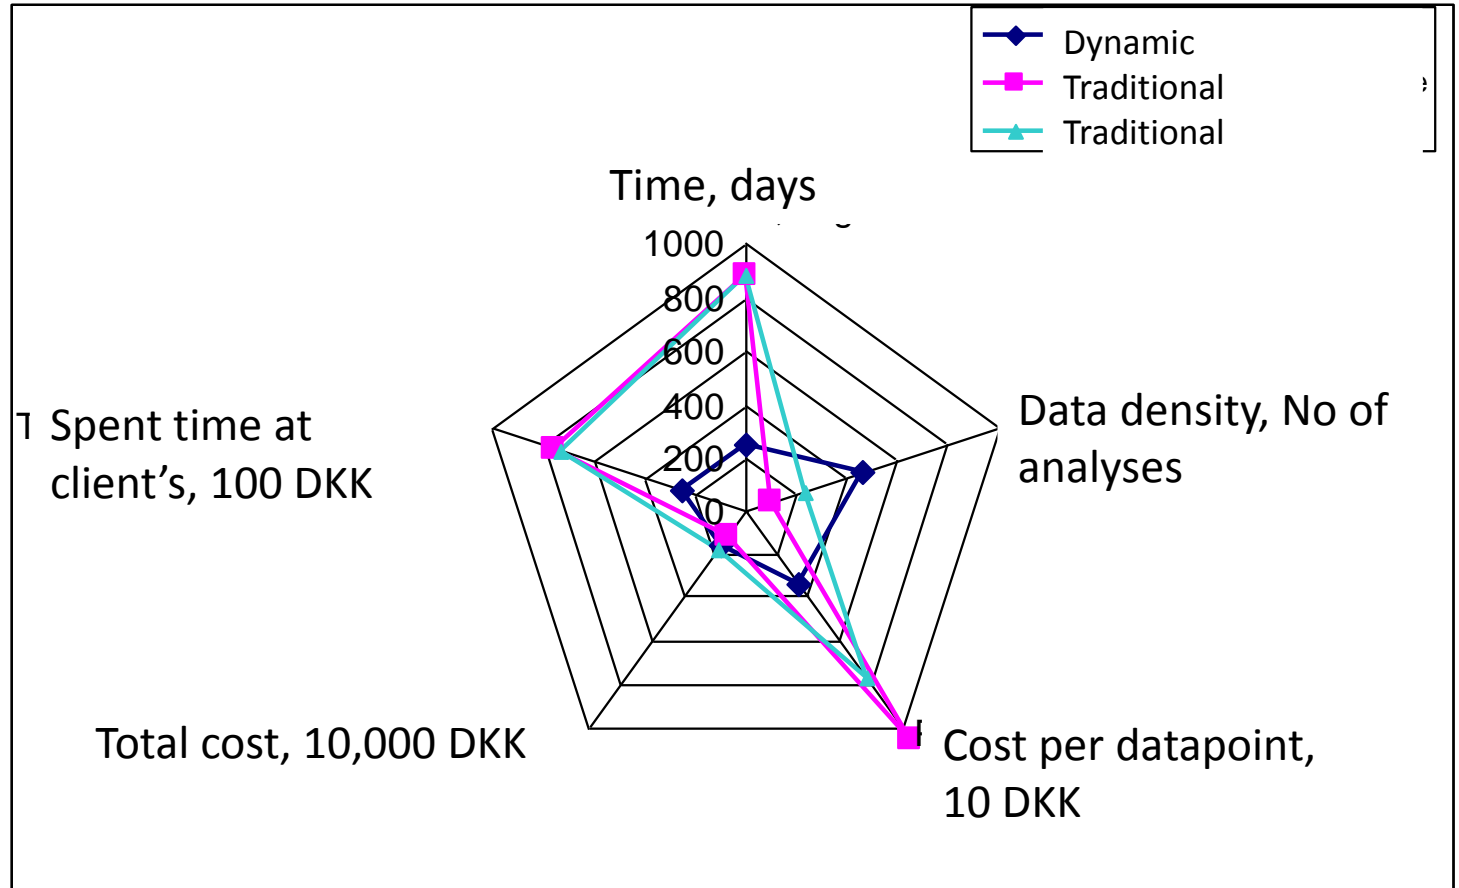 Dynamic
Traditional
Traditional
Time, days
1000
800
600
400
200
0
Data density, No of
analyses
Spent time at
client's, 100 DKK
Total cost, 10,000 DKK
Cost per datapoint,
10 DKK